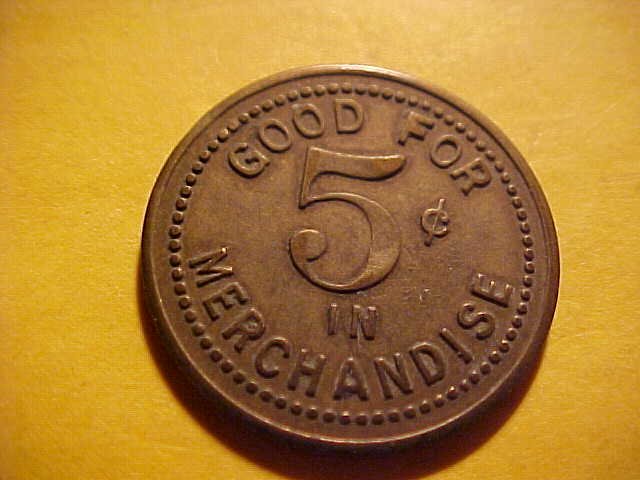 GOOD FOR
5¢
IN
MERCHANDISE